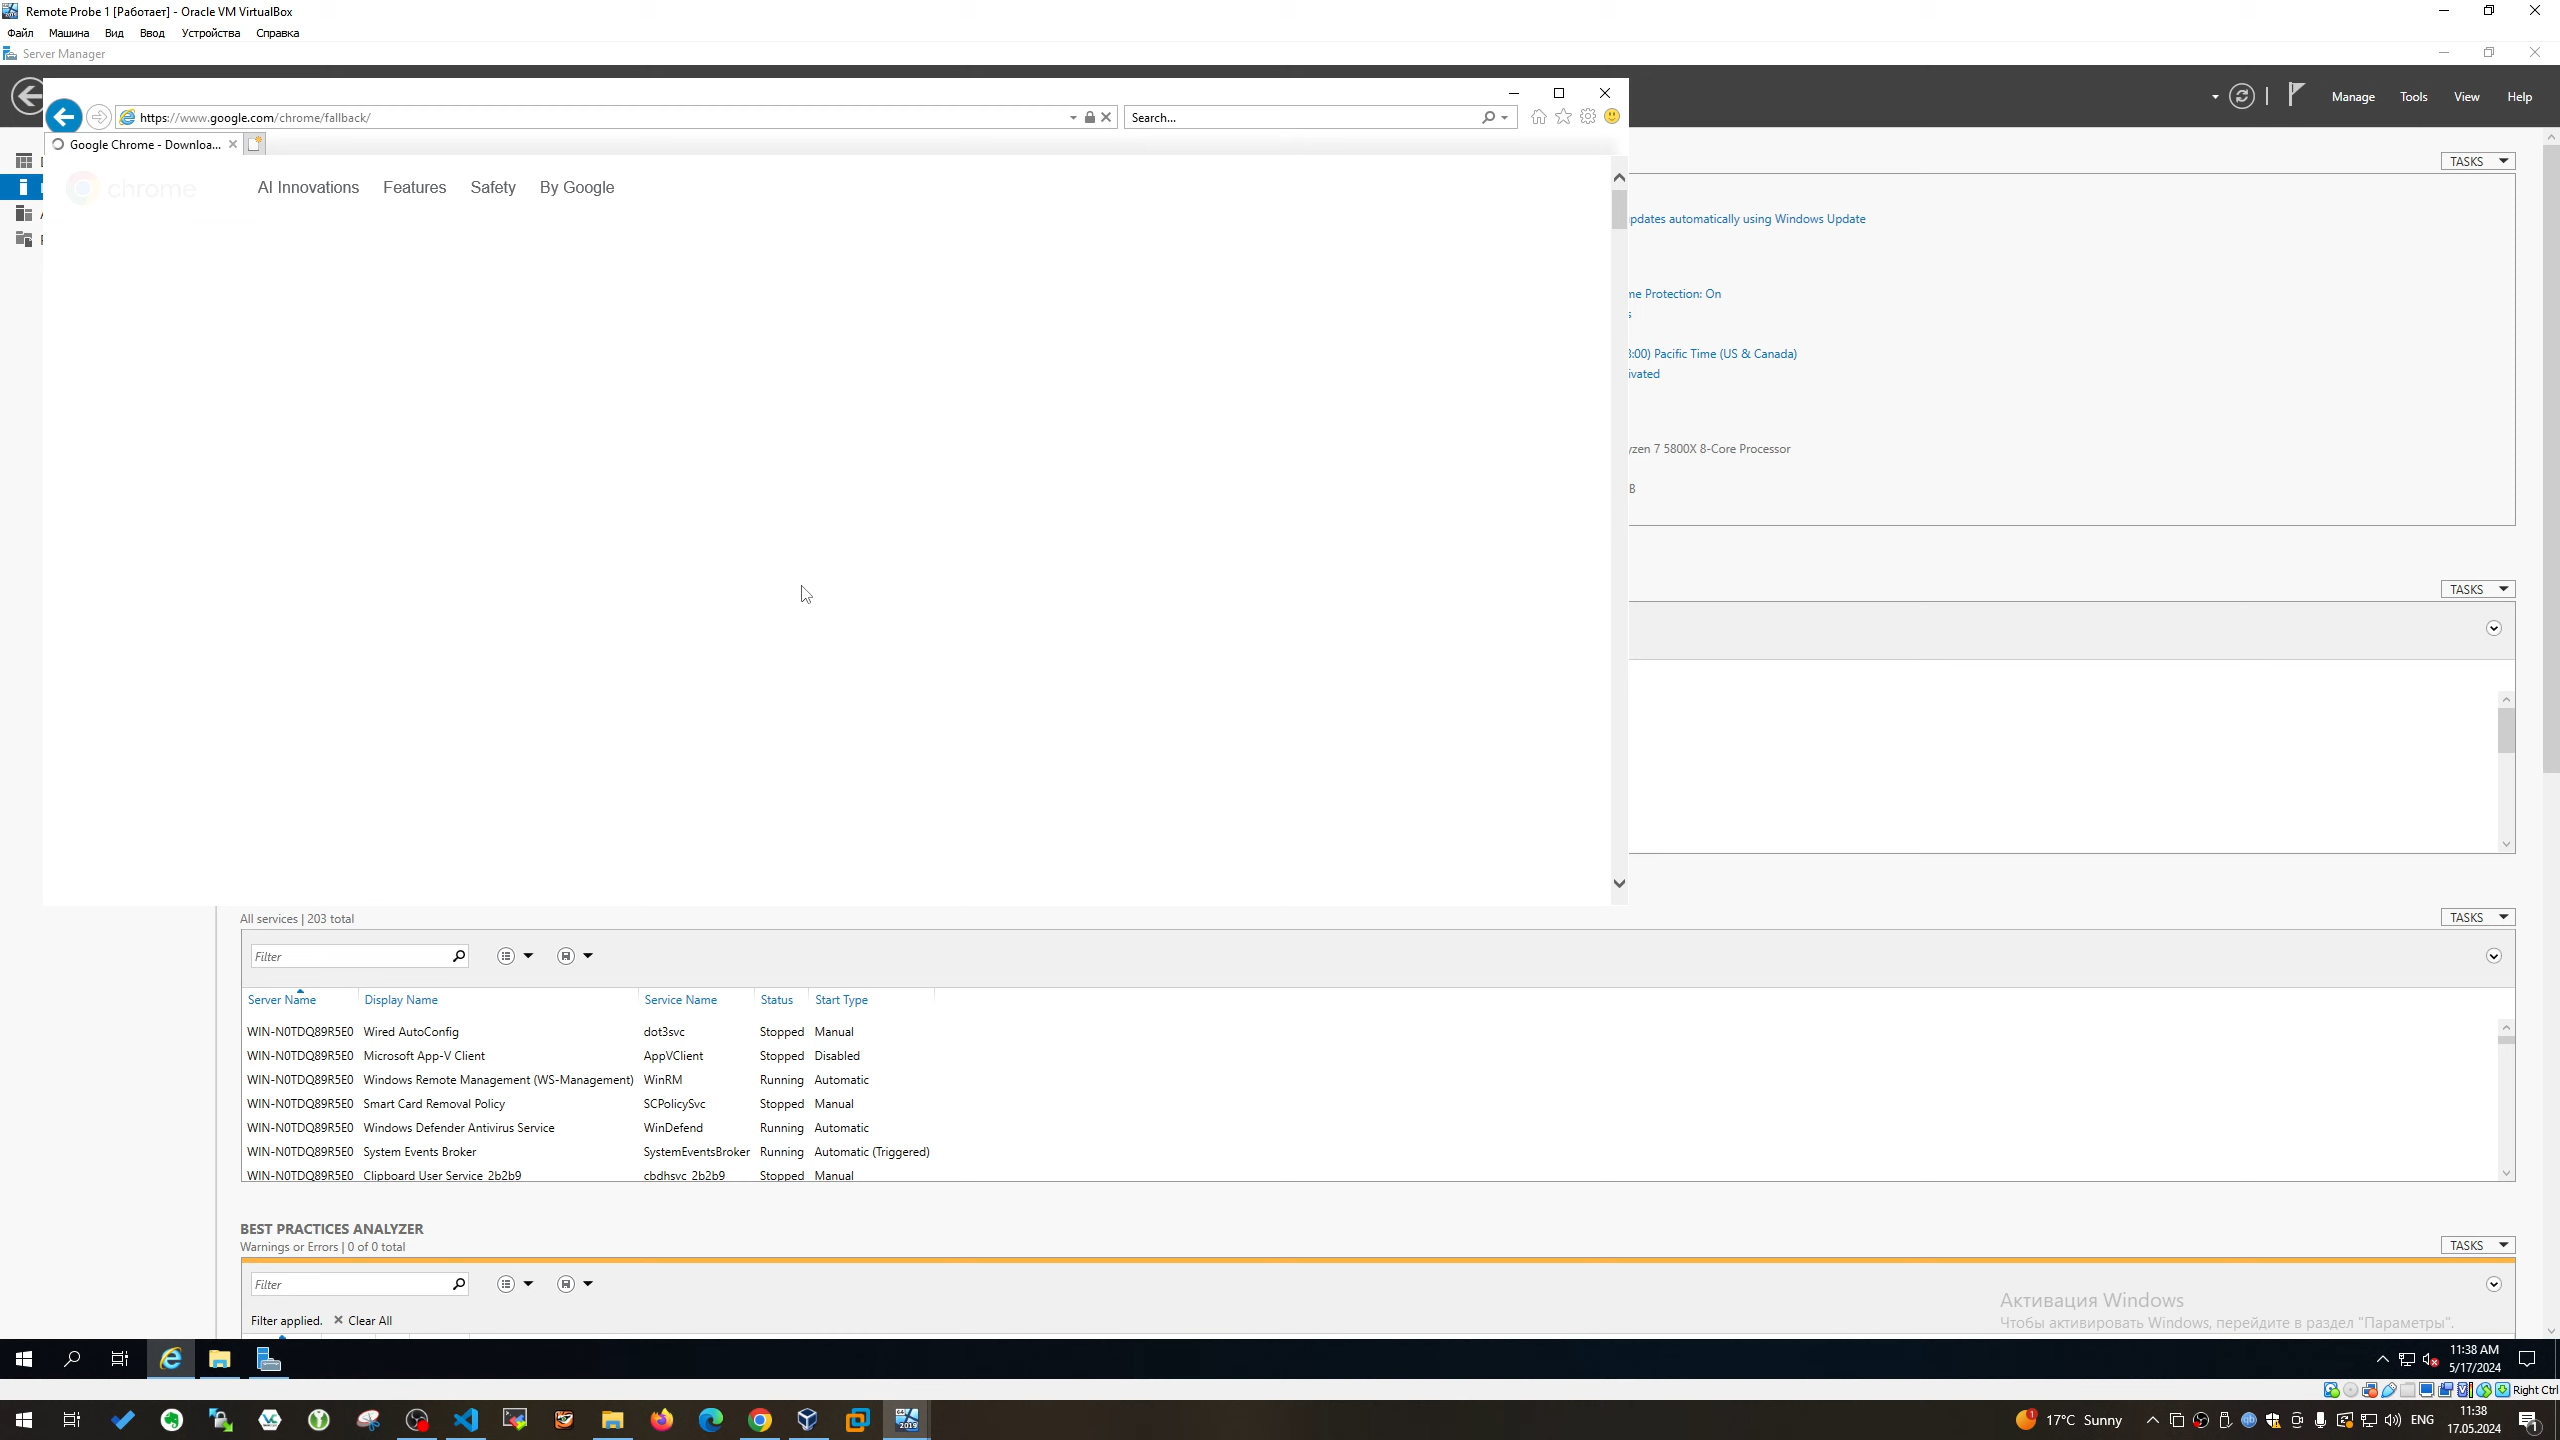 Remote Probe 1 [Работает] - Oracle VM VirtualBox
Файл Машина Вид Ввод Устройства Справка
Server Manager
Manage Tools View Help
https://www.google.com/chrome/fallback/
Search...
Google Chrome - Downloa...
chrome
AI Innovations Features Safety By Google
TASKS
pdates automatically using Windows Update
me Protection: On
s
:00) Pacific Time (US & Canada)
ivated
yzen 7 5800X 8-Core Processor
B
TASKS
All services | 203 total
TASKS
Filter
Server Name Display Name Service Name Status Start Type
WIN-N0TDQ89R5E0 Wired AutoConfig dot3svc Stopped Manual
WIN-N0TDQ89R5E0 Microsoft App-V Client AppVClient Stopped Disabled
WIN-N0TDQ89R5E0 Windows Remote Management (WS-Management) WinRM Running Automatic
WIN-N0TDQ89R5E0 Smart Card Removal Policy SCPolicySvc Stopped Manual
WIN-N0TDQ89R5E0 Windows Defender Antivirus Service WinDefend Running Automatic
WIN-N0TDQ89R5E0 System Events Broker SystemEventsBroker Running Automatic (Triggered)
WIN-N0TDQ89R5E0 Clipboard User Service_2b2b9 cbdhsvc_2b2b9 Stopped Manual
BEST PRACTICES ANALYZER
Warnings or Errors | 0 of 0 total
TASKS
Filter
Filter applied. Clear All
Активация Windows
Чтобы активировать Windows, перейдите в раздел "Параметры".
11:38 AM
5/17/2024
Right Ctrl
17°C Sunny
ENG
11:38
17.05.2024